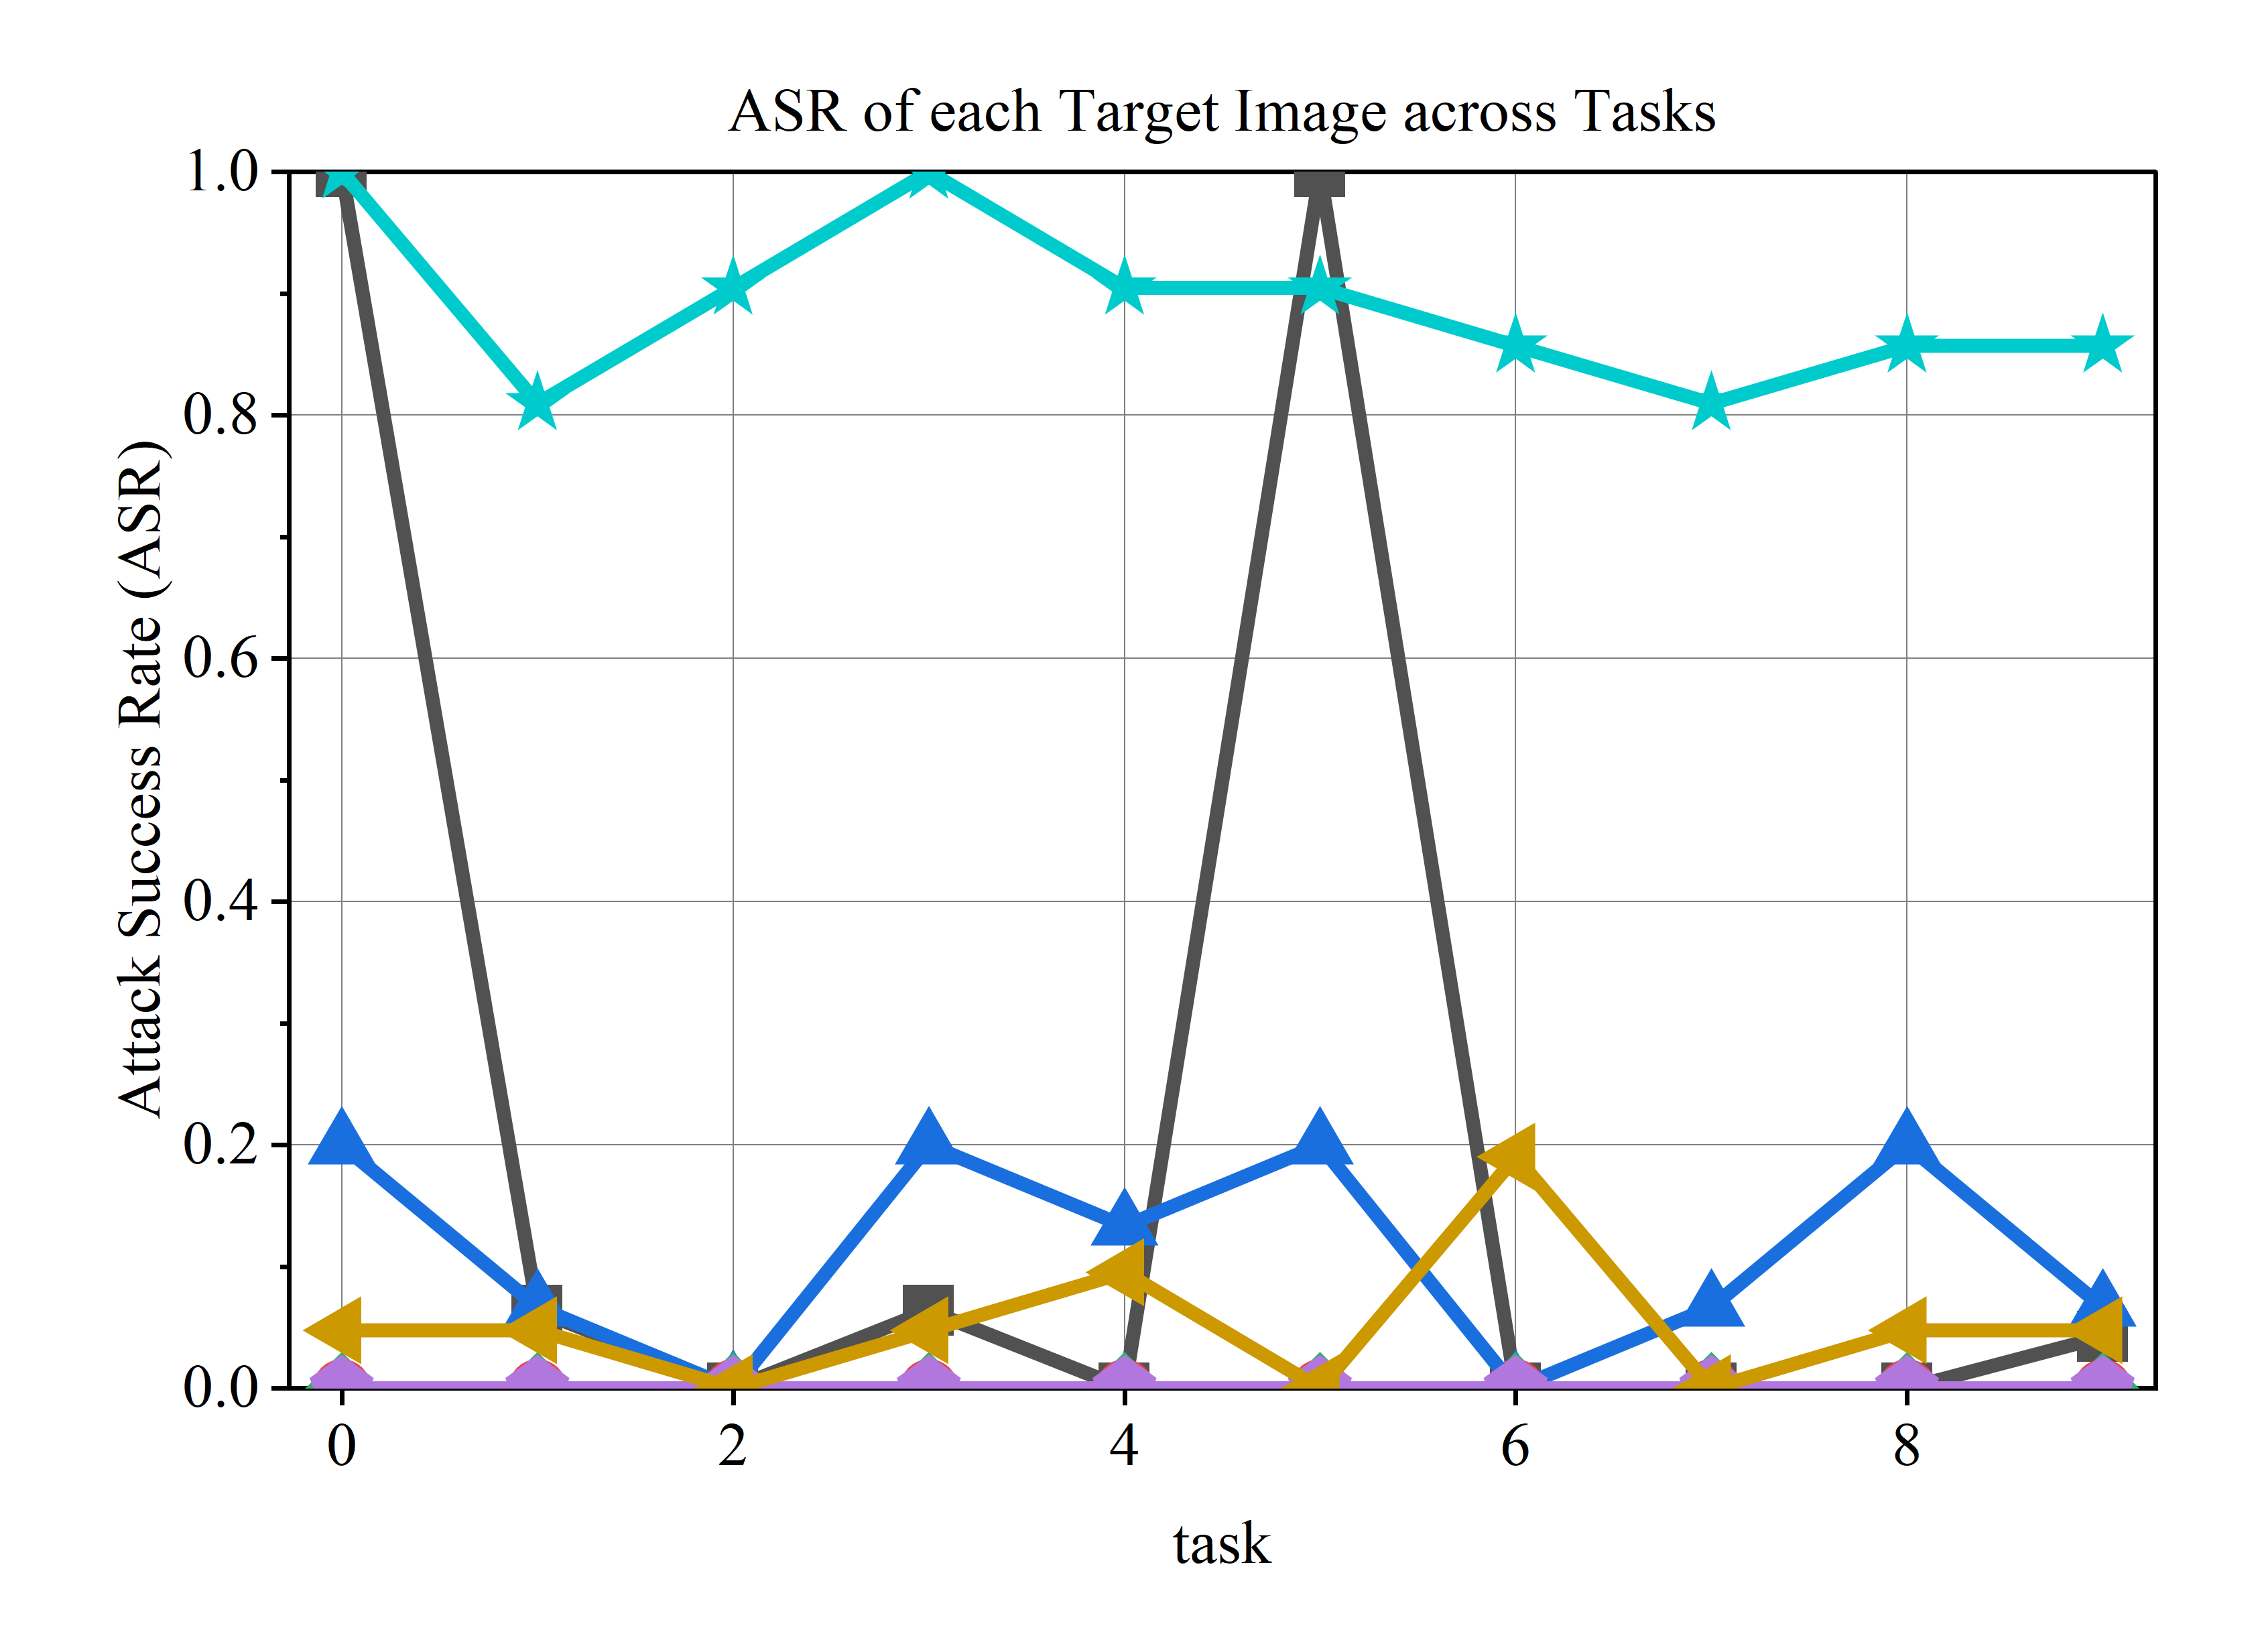 ASR of each Target Image across Tasks
Attack Success Rate (ASR)
1.0
0.8
0.6
0.4
0.2
0.0
0 2 4 6 8
task